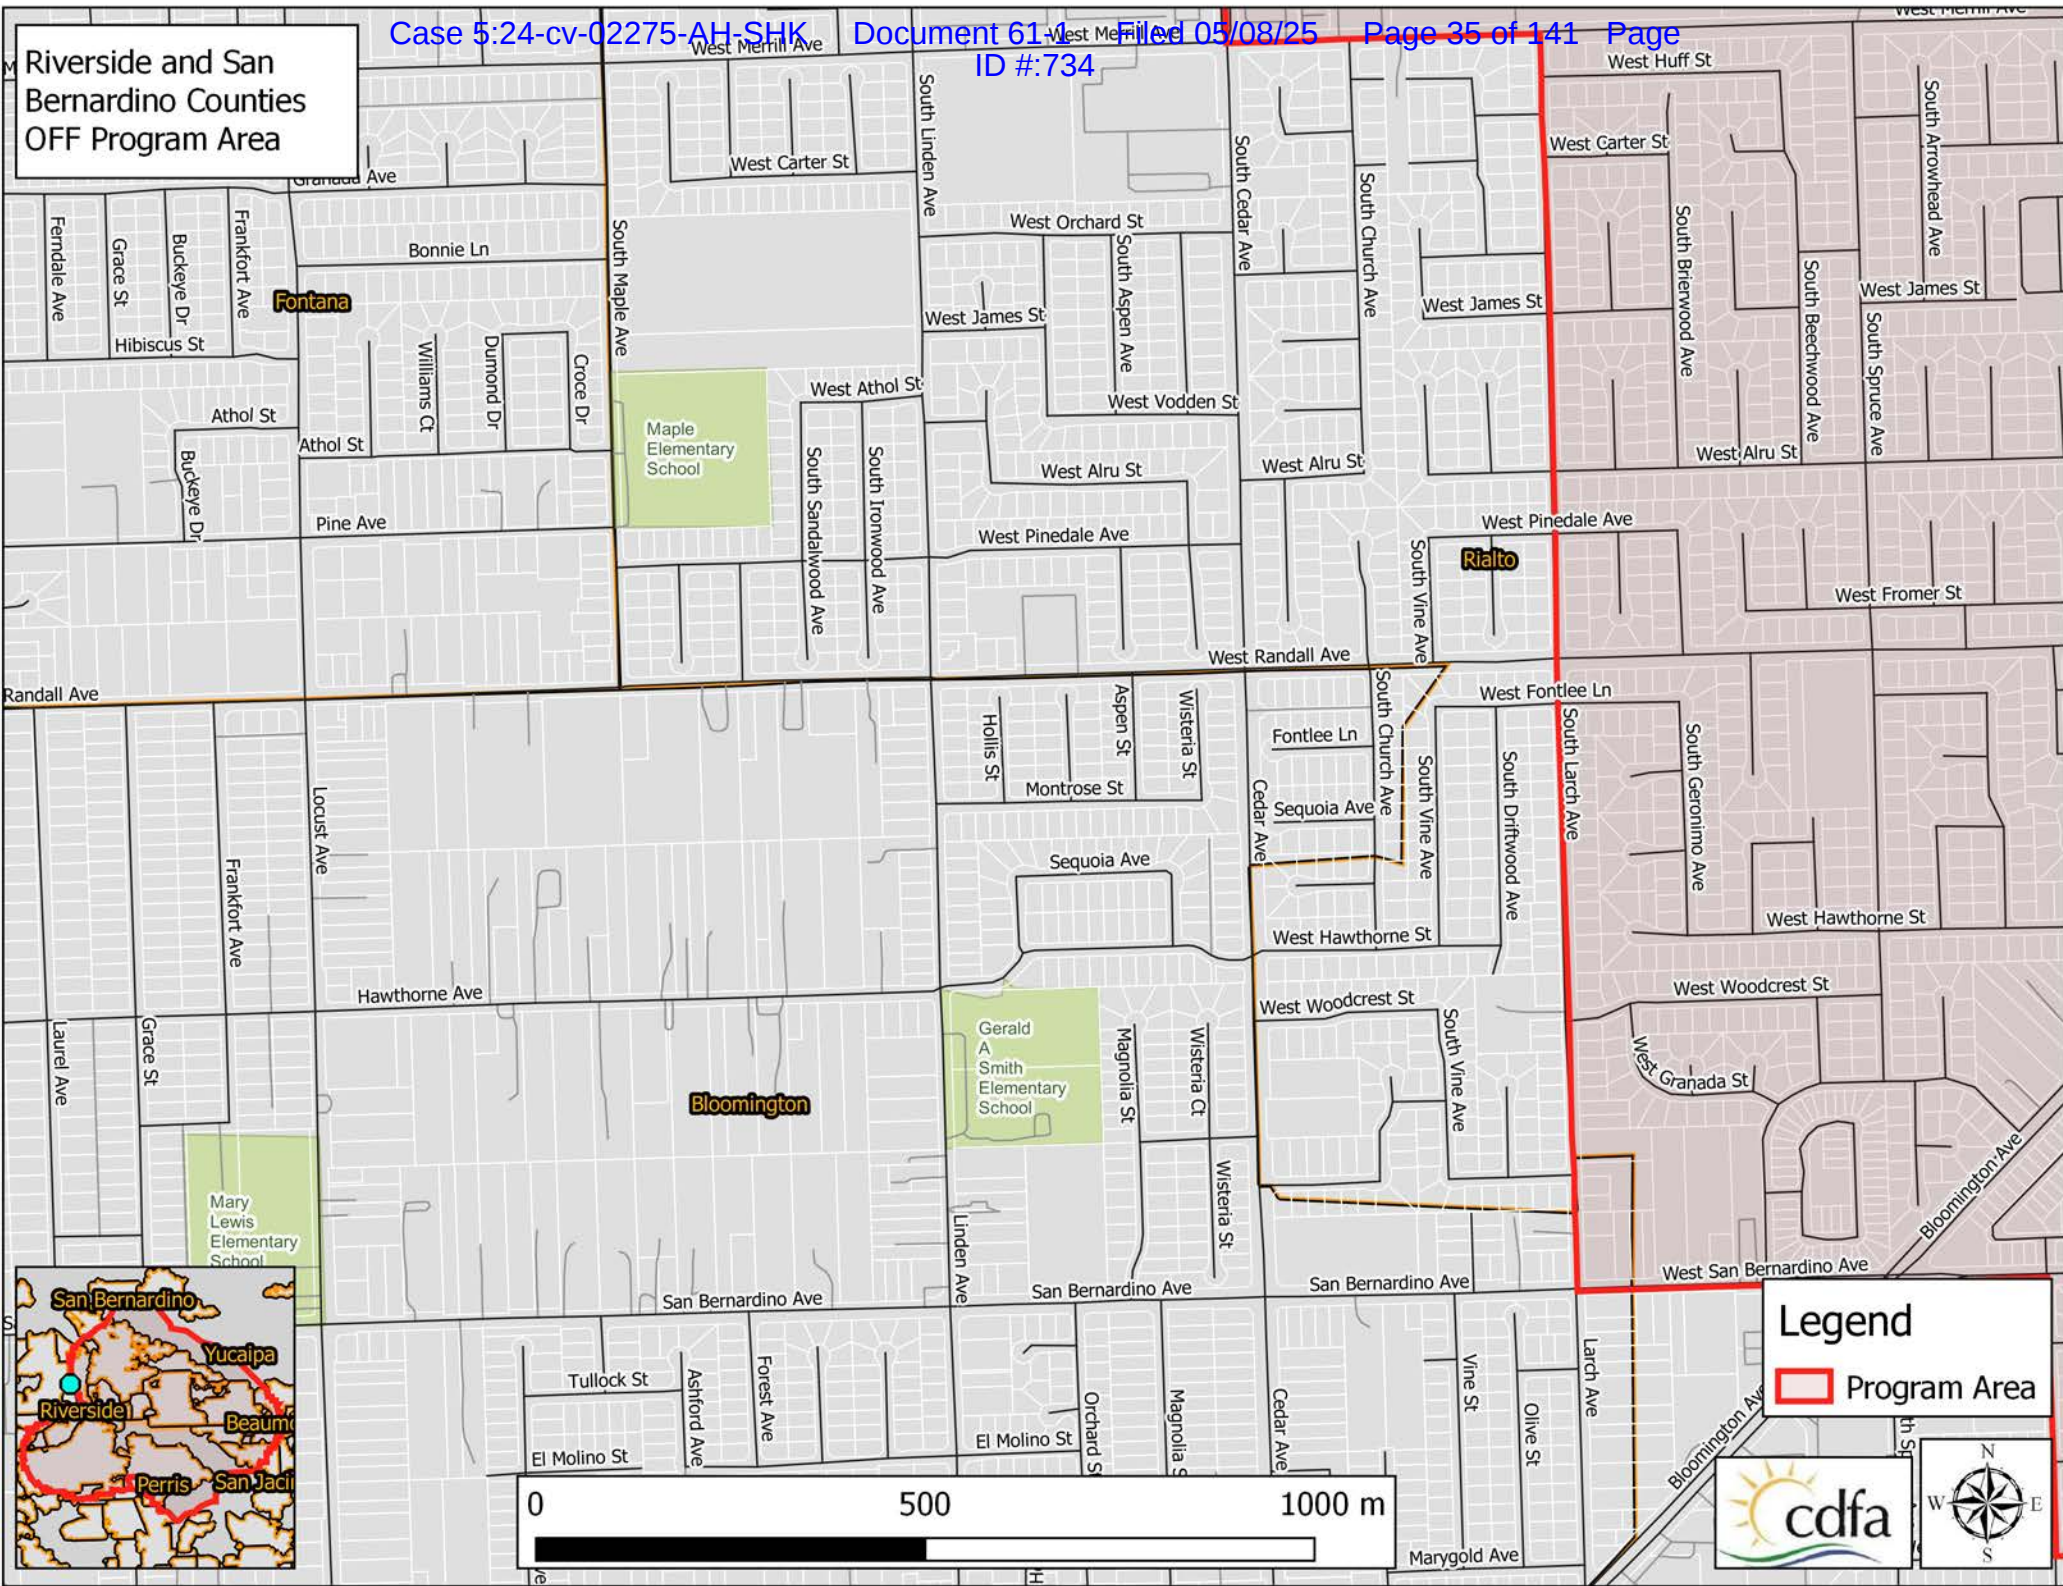 Case 5:24-cv-02275-AH-SHK Document 61-1 Filed 05/08/25 Page 35 of 141 Page
ID #:734
Riverside and San
Bernardino Counties
OFF Program Area
West Merrill Ave
West Merrill Ave
West Merrill Ave
West Huff St
West Carter St
West Carter St
South Linden Ave
South Cedar Ave
South Church Ave
South Arrowhead Ave
Granada Ave
West Orchard St
Ferndale Ave
Grace St
Buckeye Dr
Frankfort Ave
Bonnie Ln
South Maple Ave
South Aspen Ave
South Brierwood Ave
South Beechwood Ave
Fontana
West James St
West James St
West James St
South Spruce Ave
Hibiscus St
Williams Ct
Dumond Dr
Croce Dr
West Athol St
West Vodden St
Athol St
Athol St
Maple
Elementary
School
Buckeye Dr
South Sandalwood Ave
South Ironwood Ave
West Alru St
West Alru St
West Alru St
Pine Ave
West Pinedale Ave
West Pinedale Ave
South Vine Ave
Rialto
West Fromer St
West Randall Ave
Randall Ave
West Fontlee Ln
Hollis St
Aspen St
Wisteria St
Fontlee Ln
South Church Ave
South Larch Ave
South Geronimo Ave
Locust Ave
Montrose St
Cedar Ave
Sequoia Ave
South Vine Ave
South Driftwood Ave
Frankfort Ave
Sequoia Ave
West Hawthorne St
West Hawthorne St
Hawthorne Ave
West Woodcrest St
West Woodcrest St
Laurel Ave
Grace St
Gerald
A
Smith
Elementary
School
Magnolia St
Wisteria Ct
South Vine Ave
West Granada St
Bloomington
Bloomington Ave
Mary
Lewis
Elementary
School
Linden Ave
Wisteria St
West San Bernardino Ave
San Bernardino Ave
San Bernardino Ave
San Bernardino Ave
San Bernardino
Yucaipa
Riverside
Beaumo
Perris
San Jaci
Tullock St
Ashford Ave
Forest Ave
Orchard St
Magnolia S
Cedar Ave
Vine St
Olive St
Larch Ave
Bloomington Ave
El Molino St
El Molino St
Marygold Ave
Legend
Program Area
0 500 1000 m
cdfa
N
W E
S